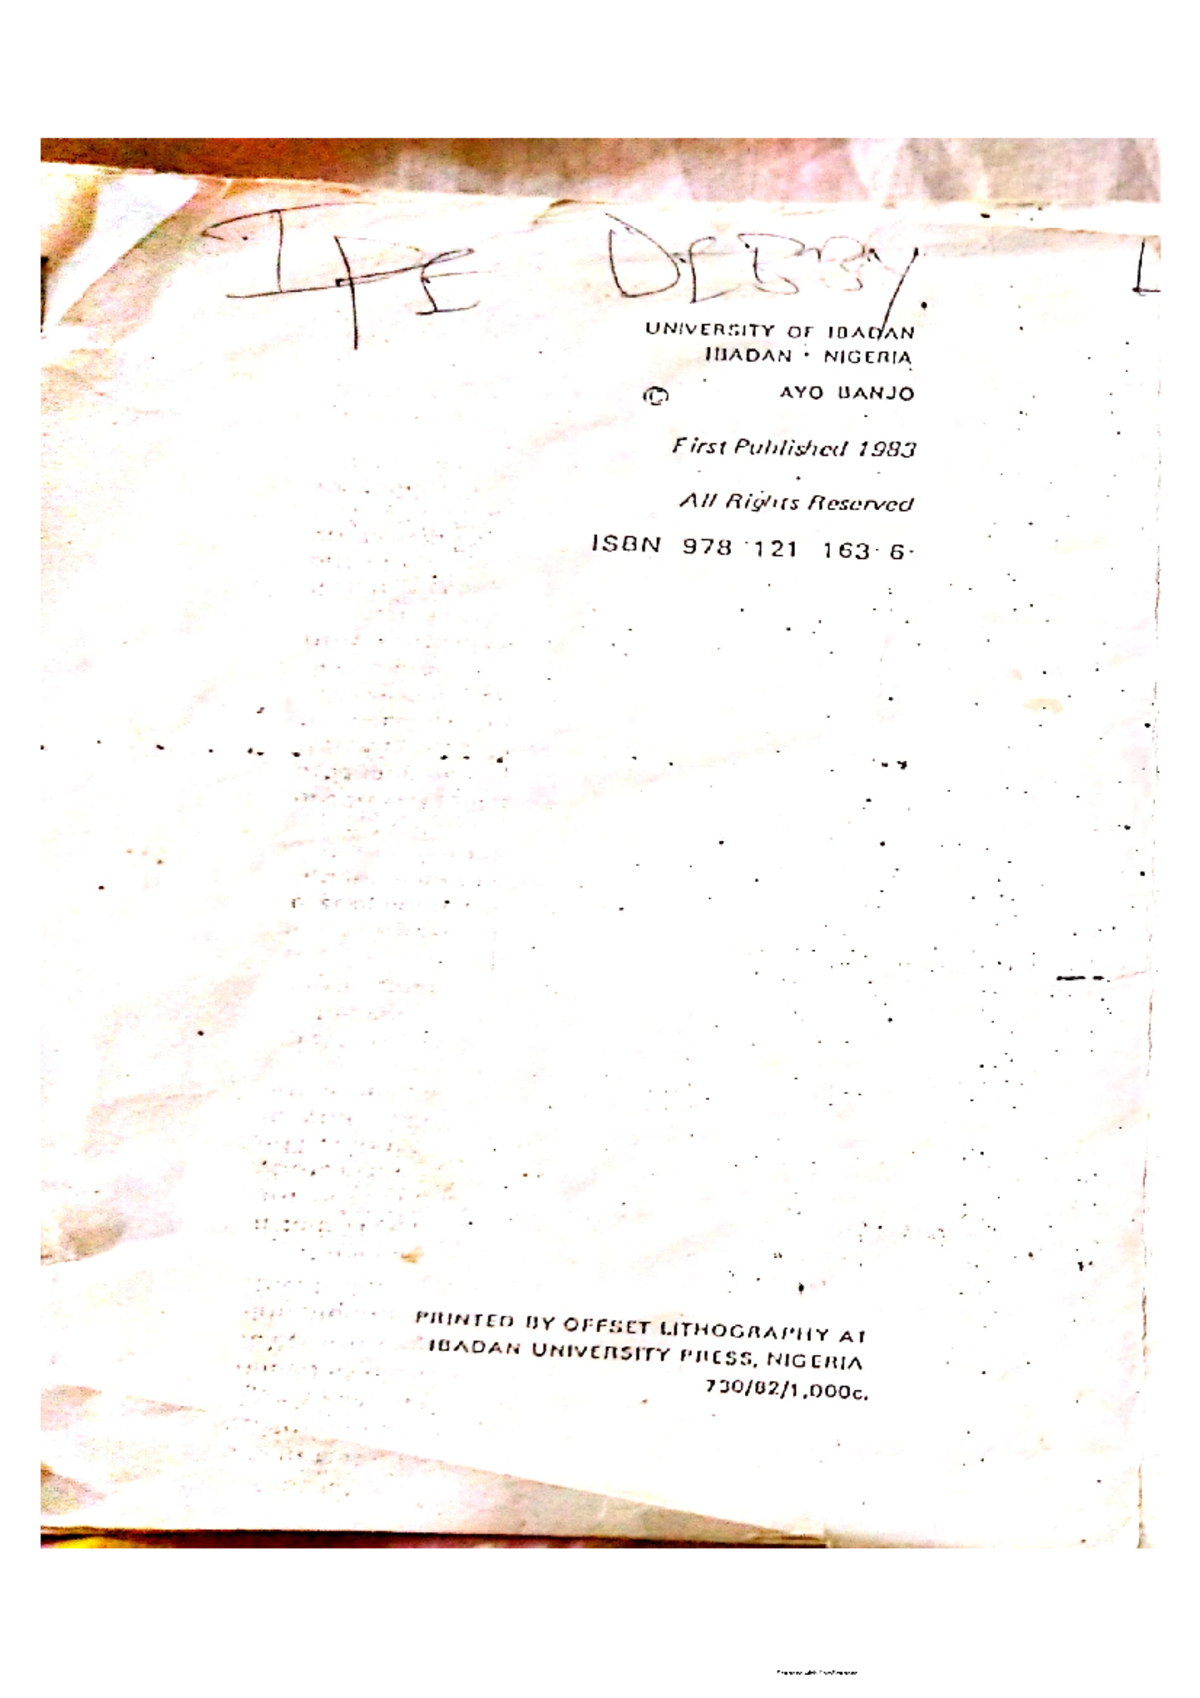 IPE DEBBY.
UNIVERSITY OF IBADAN
IBADAN · NIGERIA
© AYO BANJO
First Published 1983
All Rights Reserved
ISBN 978 121 163 6
PRINTED BY OFFSET LITHOGRAPHY AT
IBADAN UNIVERSITY PRESS, NIGERIA
730/82/1,000c.